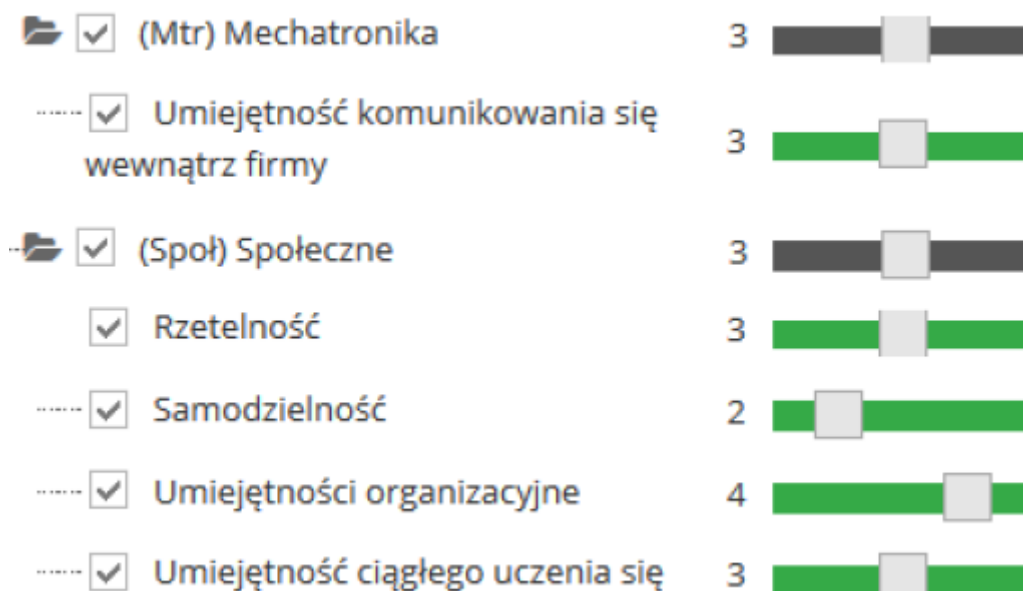 (Mtr) Mechatronika 3
Umiejętność komunikowania się
wewnątrz firmy 3
(Społ) Społeczne 3
Rzetelność 3
Samodzielność 2
Umiejętności organizacyjne 4
Umiejętność ciągłego uczenia się 3